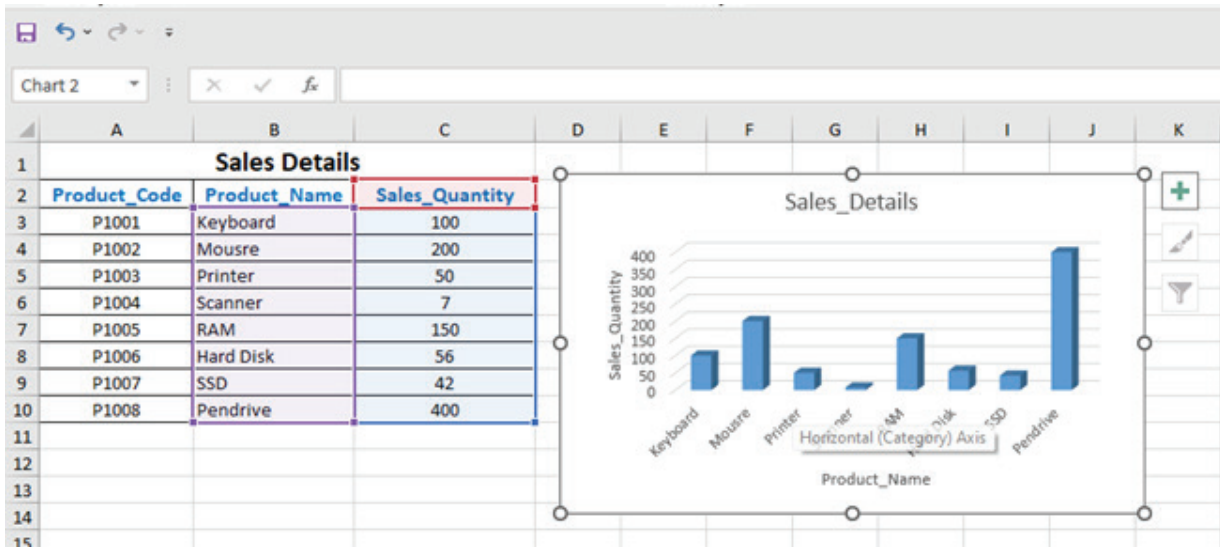 Chart 2
fx
A B C D E F G H I J K
1 Sales Details
2 Product_Code Product_Name Sales_Quantity
3 P1001 Keyboard 100
4 P1002 Mousre 200
5 P1003 Printer 50
6 P1004 Scanner 7
7 P1005 RAM 150
8 P1006 Hard Disk 56
9 P1007 SSD 42
10 P1008 Pendrive 400
11
12
13
14
15
Sales_Details
Sales_Quantity
400
350
300
250
200
150
100
50
0
Keyboard Mousre Printer SSD Pendrive
Horizontal (Category) Axis
Product_Name